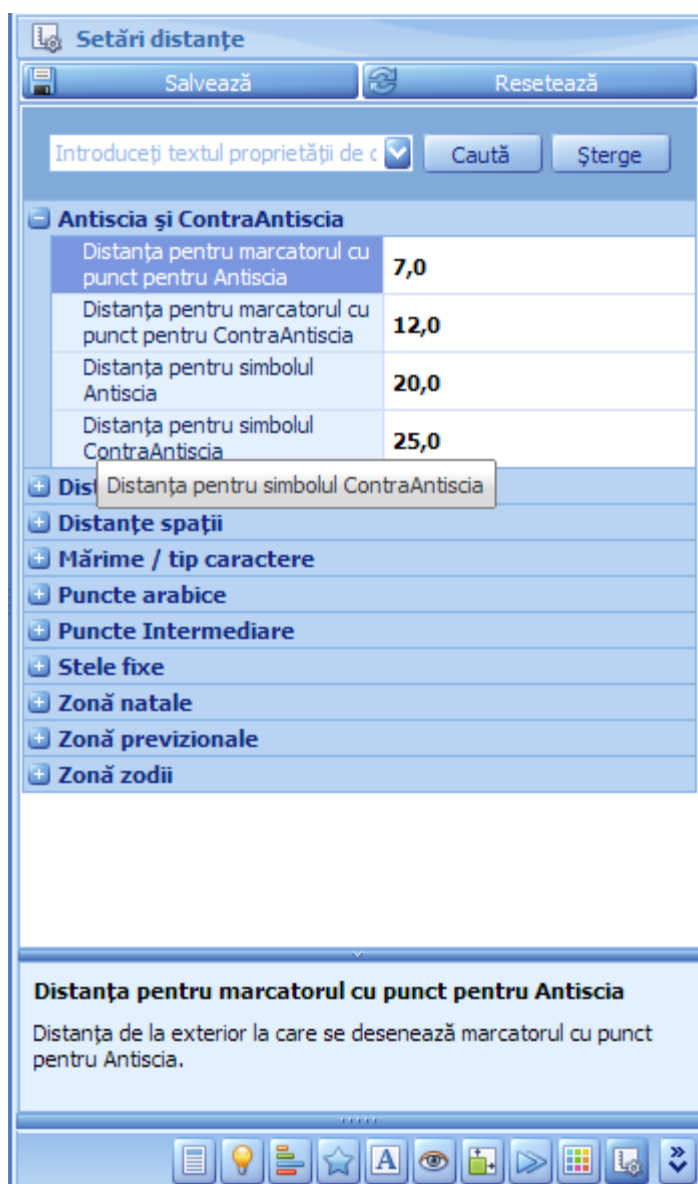 Setări distanțe
Salvează
Resetează
Introduceți textul proprietății de
Caută
Șterge
Antiscia și ContraAntiscia
Distanța pentru marcatorul cu
punct pentru Antiscia
7,0
Distanța pentru marcatorul cu
punct pentru ContraAntiscia
12,0
Distanța pentru simbolul
Antiscia
20,0
Distanța pentru simbolul
ContraAntiscia
25,0
Distanța pentru simbolul ContraAntiscia
Distanțe spații
Mărime / tip caractere
Puncte arabice
Puncte Intermediare
Stele fixe
Zonă natale
Zonă previzionale
Zonă zodii
Distanța pentru marcatorul cu punct pentru Antiscia
Distanța de la exterior la care se desenează marcatorul cu punct
pentru Antiscia.